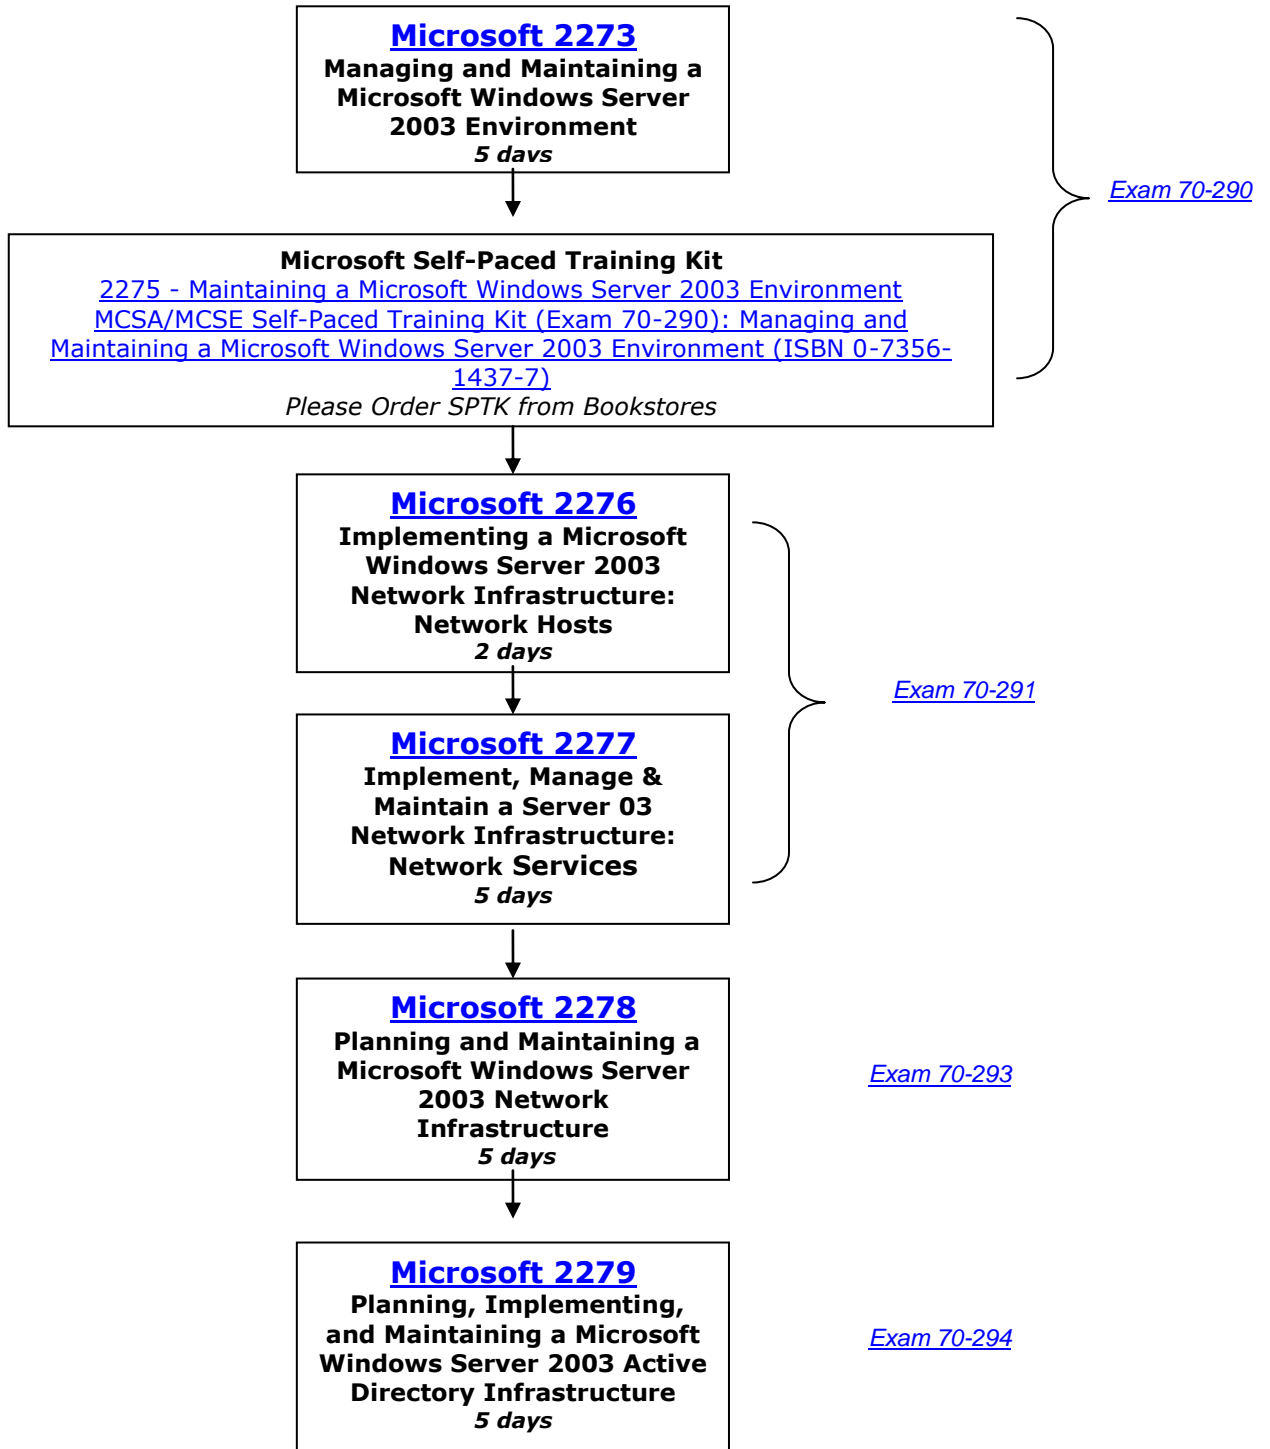 Microsoft 2273
Managing and Maintaining a
Microsoft Windows Server
2003 Environment
5 days
Exam 70-290
Microsoft Self-Paced Training Kit
2275 - Maintaining a Microsoft Windows Server 2003 Environment
MCSA/MCSE Self-Paced Training Kit (Exam 70-290): Managing and
Maintaining a Microsoft Windows Server 2003 Environment (ISBN 0-7356-
1437-7)
Please Order SPTK from Bookstores
Microsoft 2276
Implementing a Microsoft
Windows Server 2003
Network Infrastructure:
Network Hosts
2 days
Exam 70-291
Microsoft 2277
Implement, Manage &
Maintain a Server 03
Network Infrastructure:
Network Services
5 days
Microsoft 2278
Planning and Maintaining a
Microsoft Windows Server
2003 Network
Infrastructure
5 days
Exam 70-293
Microsoft 2279
Planning, Implementing,
and Maintaining a Microsoft
Windows Server 2003 Active
Directory Infrastructure
5 days
Exam 70-294